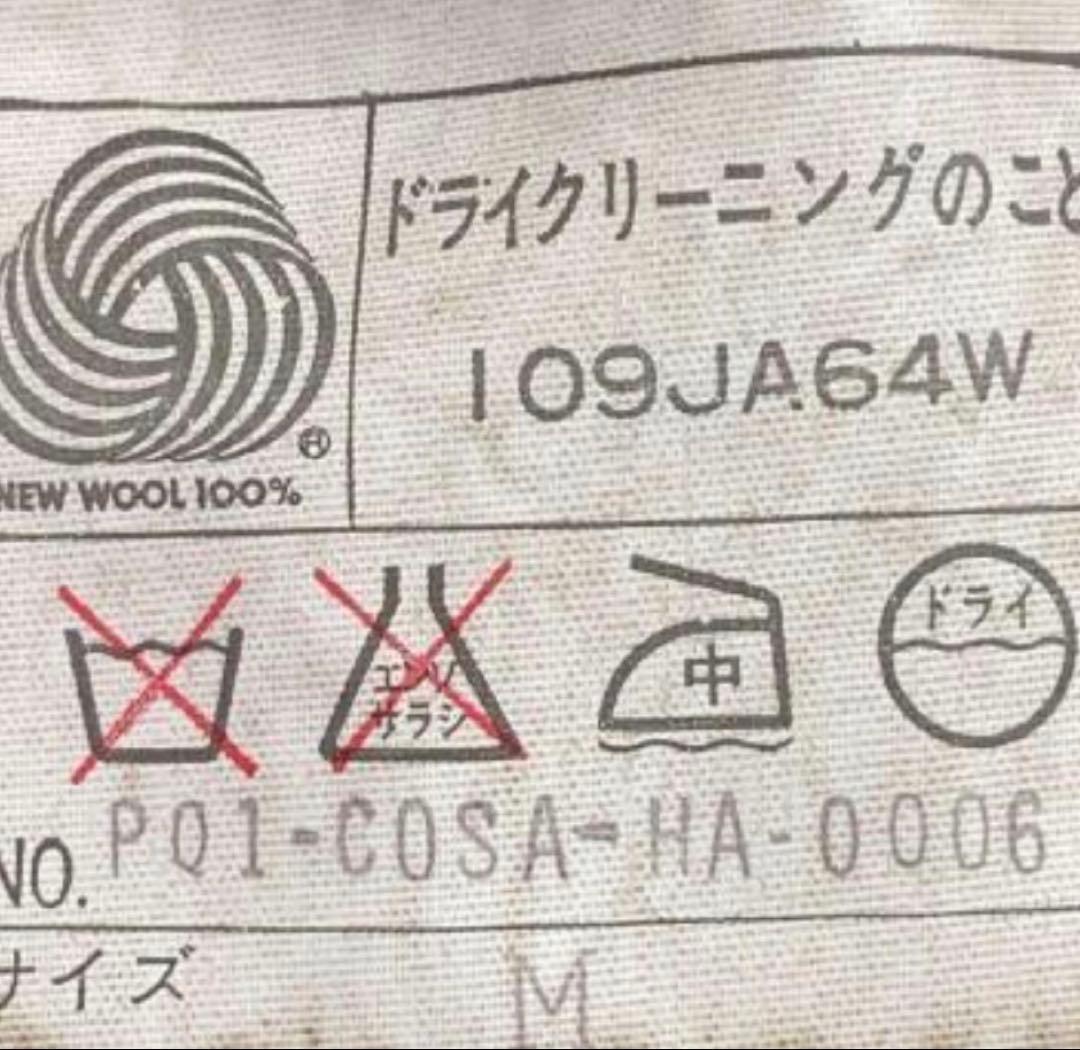 ドライクリーニングのこと
109JA64W
Ⓡ
NEW WOOL 100%
エンソ
サラシ
中
ドライ
NO. PQ1-COSA-HA-0006
サイズ M